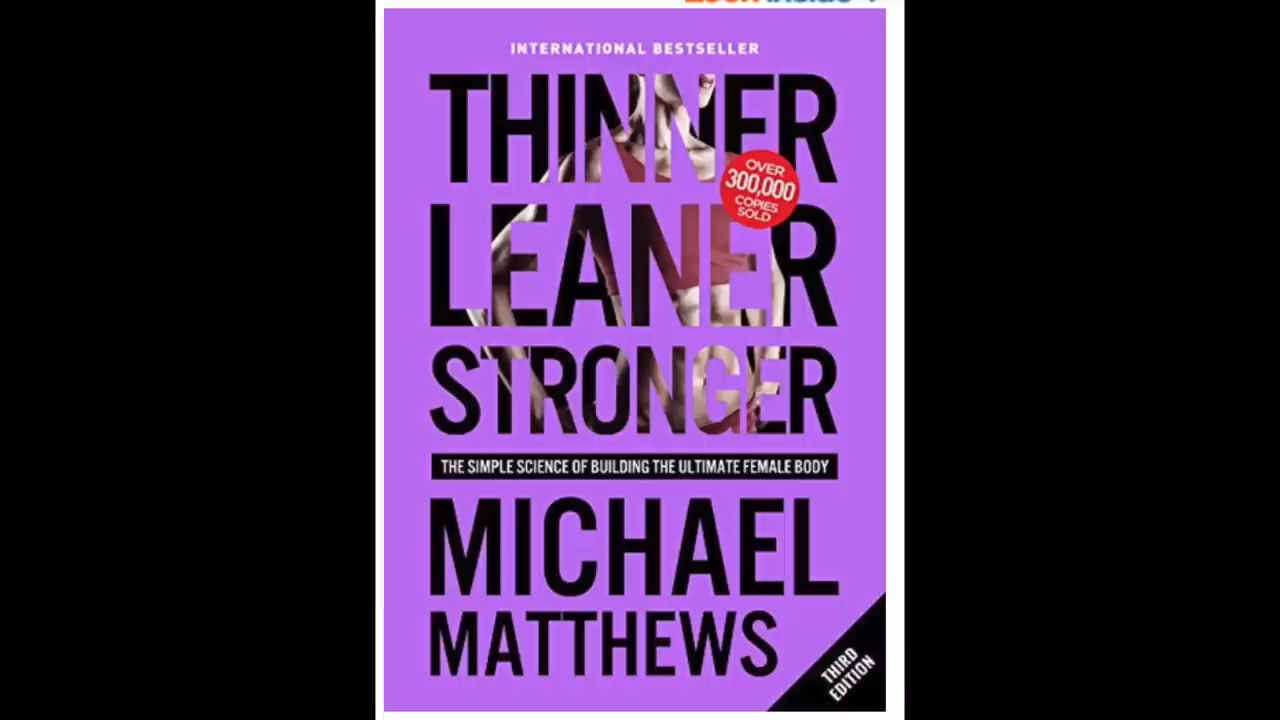 INTERNATIONAL BESTSELLER
THINNER
OVER
300,000
COPIES
SOLD
LEANER
STRONGER
THE SIMPLE SCIENCE OF BUILDING THE ULTIMATE FEMALE BODY
MICHAEL
MATTHEWS
THIRD
EDITION